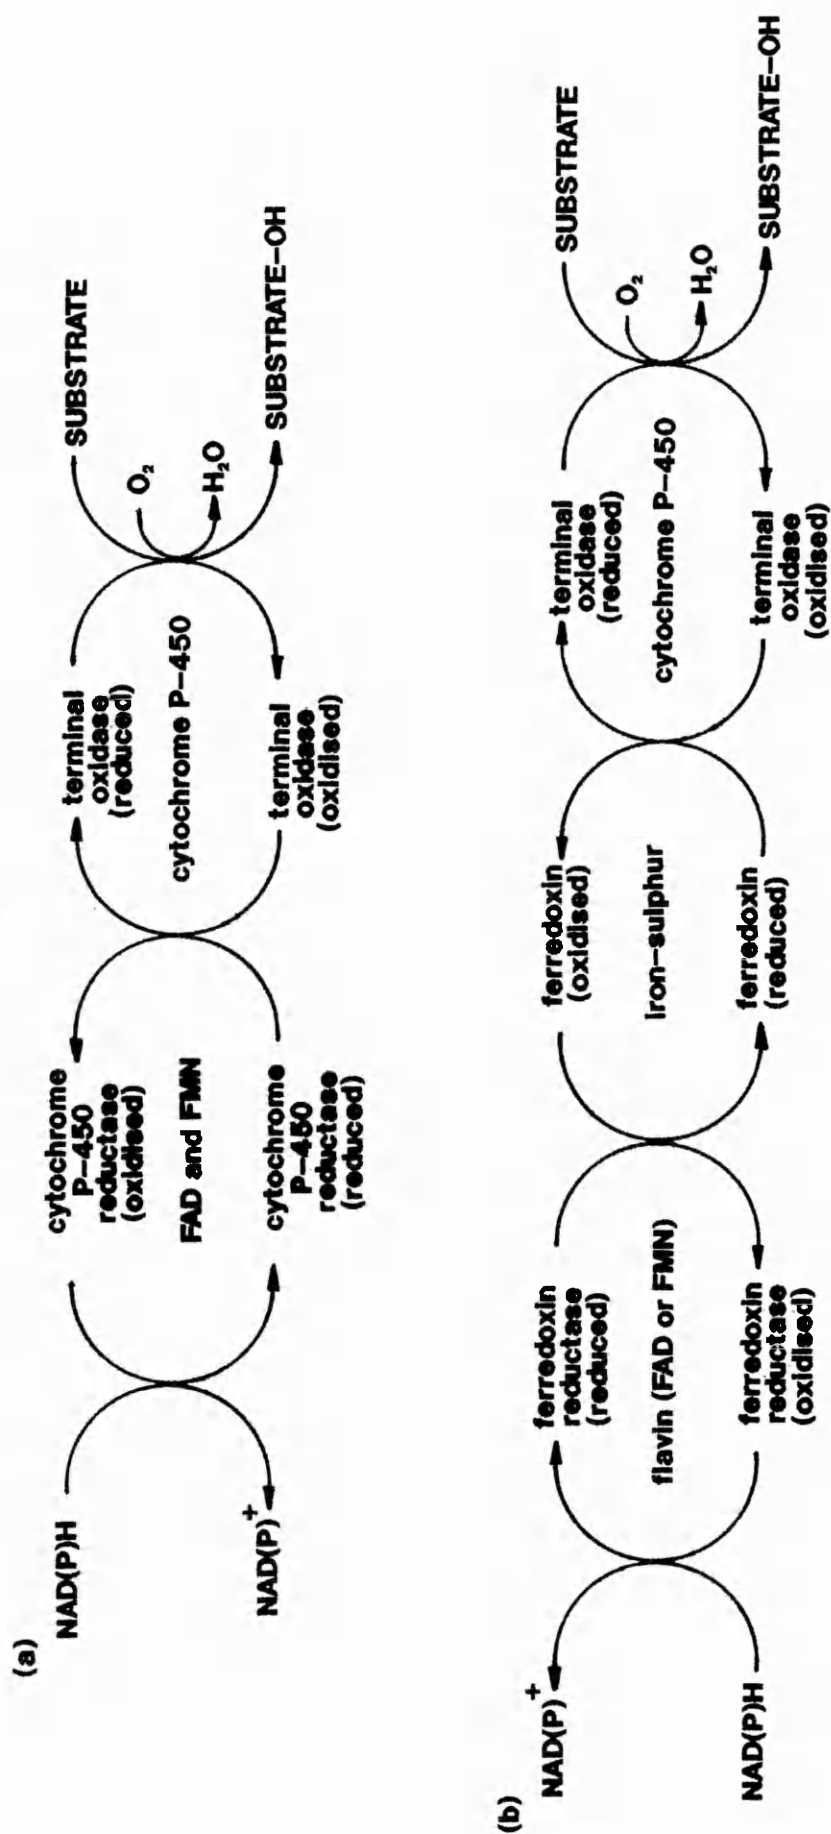 (a)
NAD(P)H
NAD(P)+
cytochrome
P–450
reductase
(oxidised)
FAD and FMN
cytochrome
P–450
reductase
(reduced)
terminal
oxidase
(reduced)
cytochrome P–450
terminal
oxidase
(oxidised)
SUBSTRATE
O₂
H₂O
SUBSTRATE–OH
(b)
NAD(P)+
NAD(P)H
ferredoxin
reductase
(reduced)
flavin (FAD or FMN)
ferredoxin
reductase
(oxidised)
ferredoxin
(oxidised)
iron–sulphur
ferredoxin
(reduced)
terminal
oxidase
(reduced)
cytochrome P–450
terminal
oxidase
(oxidised)
SUBSTRATE
O₂
H₂O
SUBSTRATE–OH